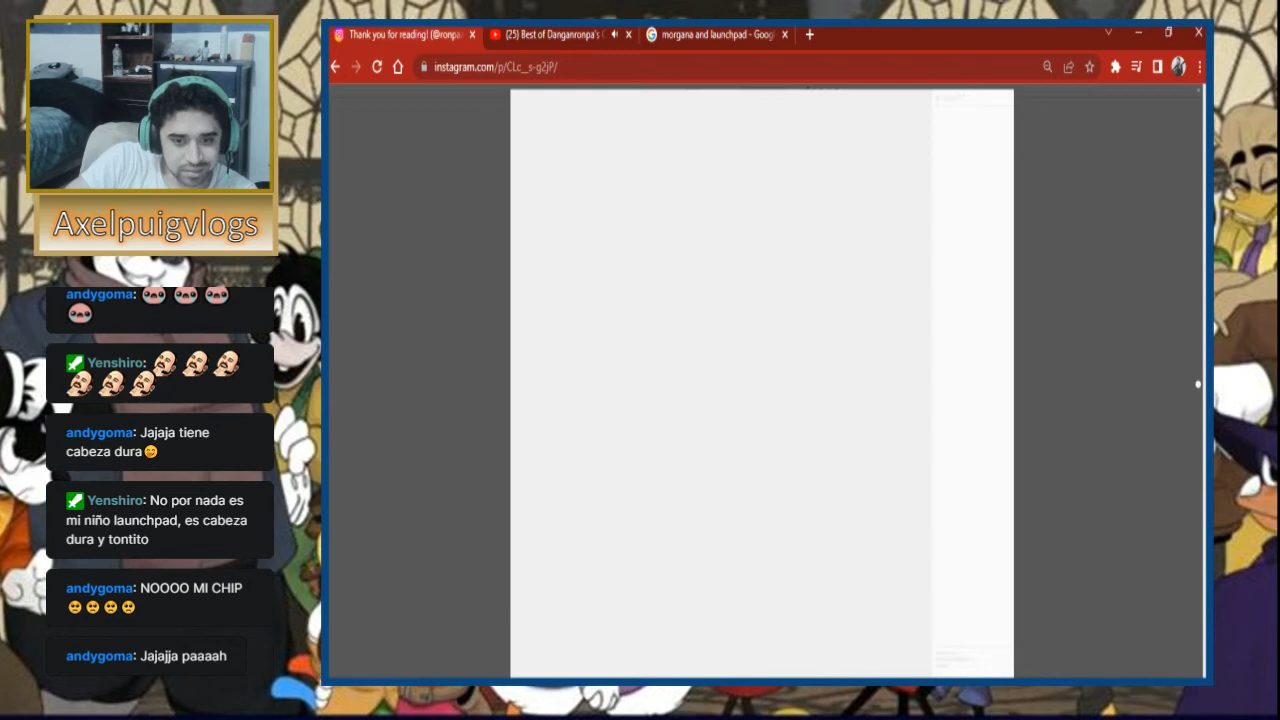 Thank you for reading! (@ronpa
(25) Best of Danganronpa's
morgana and launchpad - Goog
instagram.com/p/CLc_s-g2jP/
Axelpuigvlogs
andygoma:
Yenshiro:
andygoma: Jajaja tiene
cabeza dura
Yenshiro: No por nada es
mi niño launchpad, es cabeza
dura y tontito
andygoma: NOOOO MI CHIP
andygoma: Jajajja paaaah